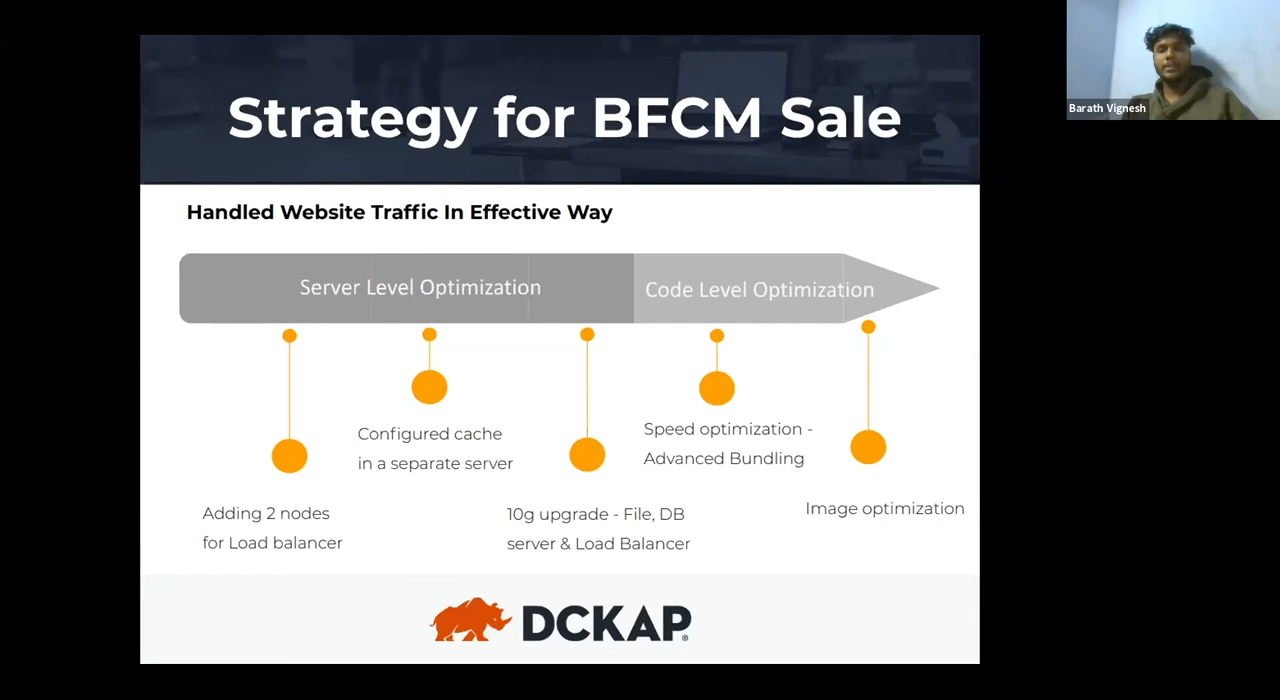 Strategy for BFCM Sale
Barath Vignesh
Handled Website Traffic In Effective Way
Server Level Optimization
Code Level Optimization
Adding 2 nodes
for Load balancer
Configured cache
in a separate server
10g upgrade - File, DB
server & Load Balancer
Speed optimization -
Advanced Bundling
Image optimization
DCKAP®